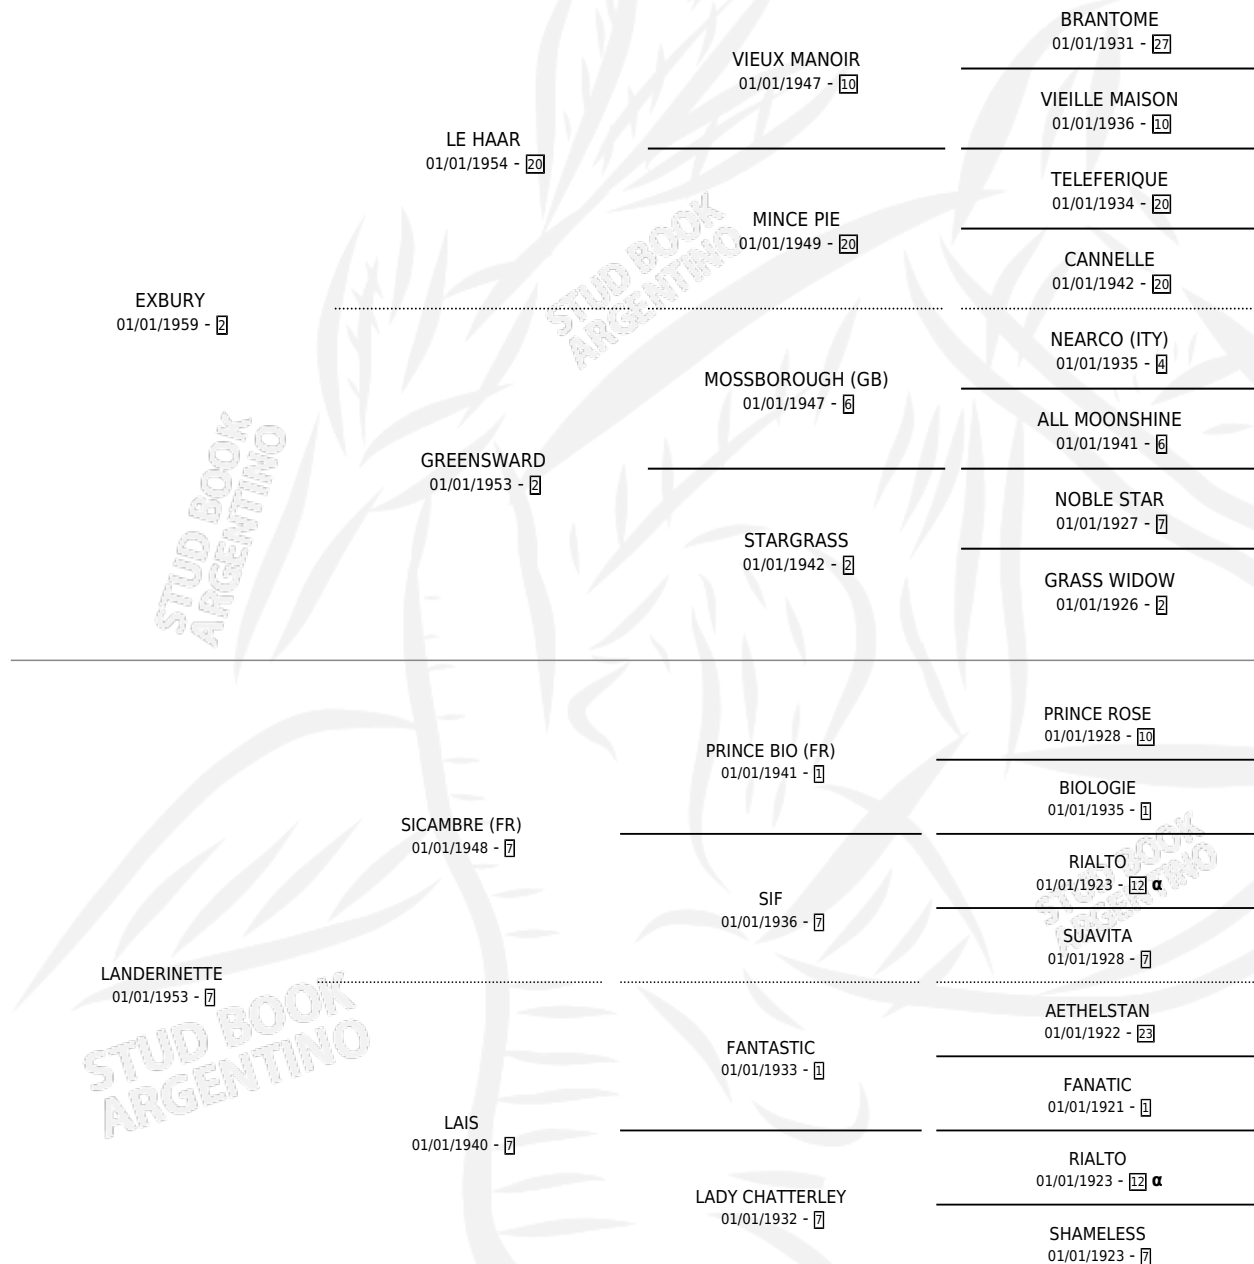 BRANTOME
01/01/1931 - 27
VIEUX MANOIR
01/01/1947 - 10
VIEILLE MAISON
01/01/1936 - 10
LE HAAR
01/01/1954 - 20
TELEFERIQUE
01/01/1934 - 20
MINCE PIE
01/01/1949 - 20
CANNELLE
01/01/1942 - 20
EXBURY
01/01/1959 - 2
NEARCO (ITY)
01/01/1935 - 4
MOSSBOROUGH (GB)
01/01/1947 - 6
ALL MOONSHINE
01/01/1941 - 6
GREENSWARD
01/01/1953 - 2
NOBLE STAR
01/01/1927 - 7
STARGRASS
01/01/1942 - 2
GRASS WIDOW
01/01/1926 - 2
PRINCE ROSE
01/01/1928 - 10
PRINCE BIO (FR)
01/01/1941 - 1
BIOLOGIE
01/01/1935 - 1
SICAMBRE (FR)
01/01/1948 - 7
RIALTO
01/01/1923 - 12 α
SIF
01/01/1936 - 7
SUAVITA
01/01/1928 - 7
LANDERINETTE
01/01/1953 - 7
AETHELSTAN
01/01/1922 - 23
FANTASTIC
01/01/1933 - 1
FANATIC
01/01/1921 - 1
LAIS
01/01/1940 - 7
RIALTO
01/01/1923 - 12 α
LADY CHATTERLEY
01/01/1932 - 7
SHAMELESS
01/01/1923 - 7
STUD BOOK
ARGENTINO
STUD BOOK
ARGENTINO
STUD BOOK
ARGENTINO
STUD BOOK
ARGENTINO